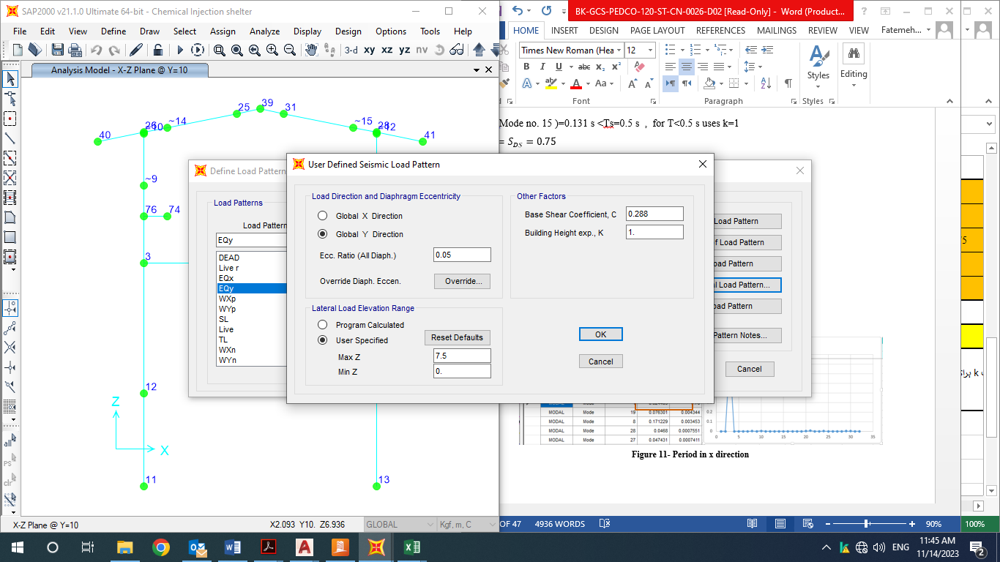 SAP2000 v21.1.0 Ultimate 64-bit - Chemical Injection shelter
File Edit View Define Draw Select Assign Analyze Display Design Options Tools Help
3-d xy xz yz nv
Analysis Model - X-Z Plane @ Y=10
BK-GCS-PEDCO-120-ST-CN-0026-D02 [Read-Only] - Word (Product...
HOME INSERT DESIGN PAGE LAYOUT REFERENCES MAILINGS REVIEW VIEW Fatemeh...
Times New Roman (Hea 12
Styles
Editing
Font Paragraph Styles
Mode no. 15 )=0.131 s <Ts=0.5 s , for T<0.5 s uses k=1
= S_DS = 0.75
40
~14
25
39
31
~15
28
41
~9
76 74
3
12
11
13
Z
X
Define Load Pattern
Load Patterns
Load Pattern
EQy
DEAD
Live r
EQx
EQy
WXp
WYp
SL
Live
TL
WXn
WYn
User Defined Seismic Load Pattern
Load Direction and Diaphragm Eccentricity
Global X Direction
Global Y Direction
Ecc. Ratio (All Diaph.) 0.05
Override Diaph. Eccen. Override...
Lateral Load Elevation Range
Program Calculated
User Specified Reset Defaults
Max Z 7.5
Min Z 0.
Other Factors
Base Shear Coefficient, C 0.288
Building Height exp., K 1.
OK
Cancel
Load Pattern
f Load Pattern
oad Pattern
l Load Pattern...
oad Pattern
Pattern Notes...
Cancel
MODAL Mode 19 0.076301 0.004344
MODAL Mode 8 0.171229 0.003453
MODAL Mode 28 0.0468 0.0007551
MODAL Mode 27 0.047431 0.0007411
0.2
0.1
0
0 5 10 15 20 25 30 35
Figure 11- Period in x direction
X-Z Plane @ Y=10 X2.093 Y10. Z6.936 GLOBAL Kgf, m, C
OF 47 4936 WORDS 90% 100%
ENG
11:45 AM
11/14/2023
2